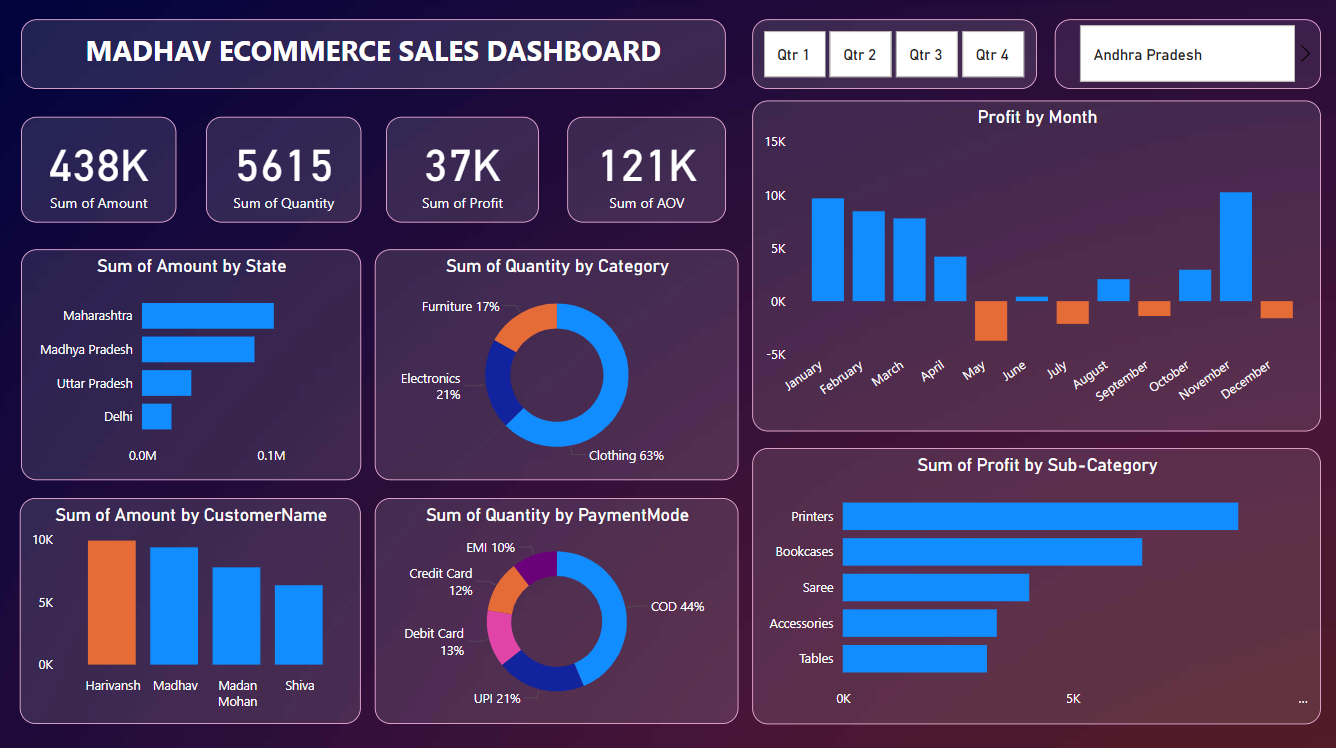 MADHAV ECOMMERCE SALES DASHBOARD
Qtr 1
Qtr 2
Qtr 3
Qtr 4
Andhra Pradesh
438K
Sum of Amount
5615
Sum of Quantity
37K
Sum of Profit
121K
Sum of AOV
Profit by Month
15K
10K
5K
0K
-5K
January
February
March
April
May
June
July
August
September
October
November
December
Sum of Amount by State
Maharashtra
Madhya Pradesh
Uttar Pradesh
Delhi
0.0M
0.1M
Sum of Quantity by Category
Furniture 17%
Electronics
21%
Clothing 63%
Sum of Profit by Sub-Category
Printers
Bookcases
Saree
Accessories
Tables
0K
5K
...
Sum of Amount by CustomerName
10K
5K
0K
Harivansh
Madhav
Madan
Mohan
Shiva
Sum of Quantity by PaymentMode
EMI 10%
Credit Card
12%
COD 44%
Debit Card
13%
UPI 21%